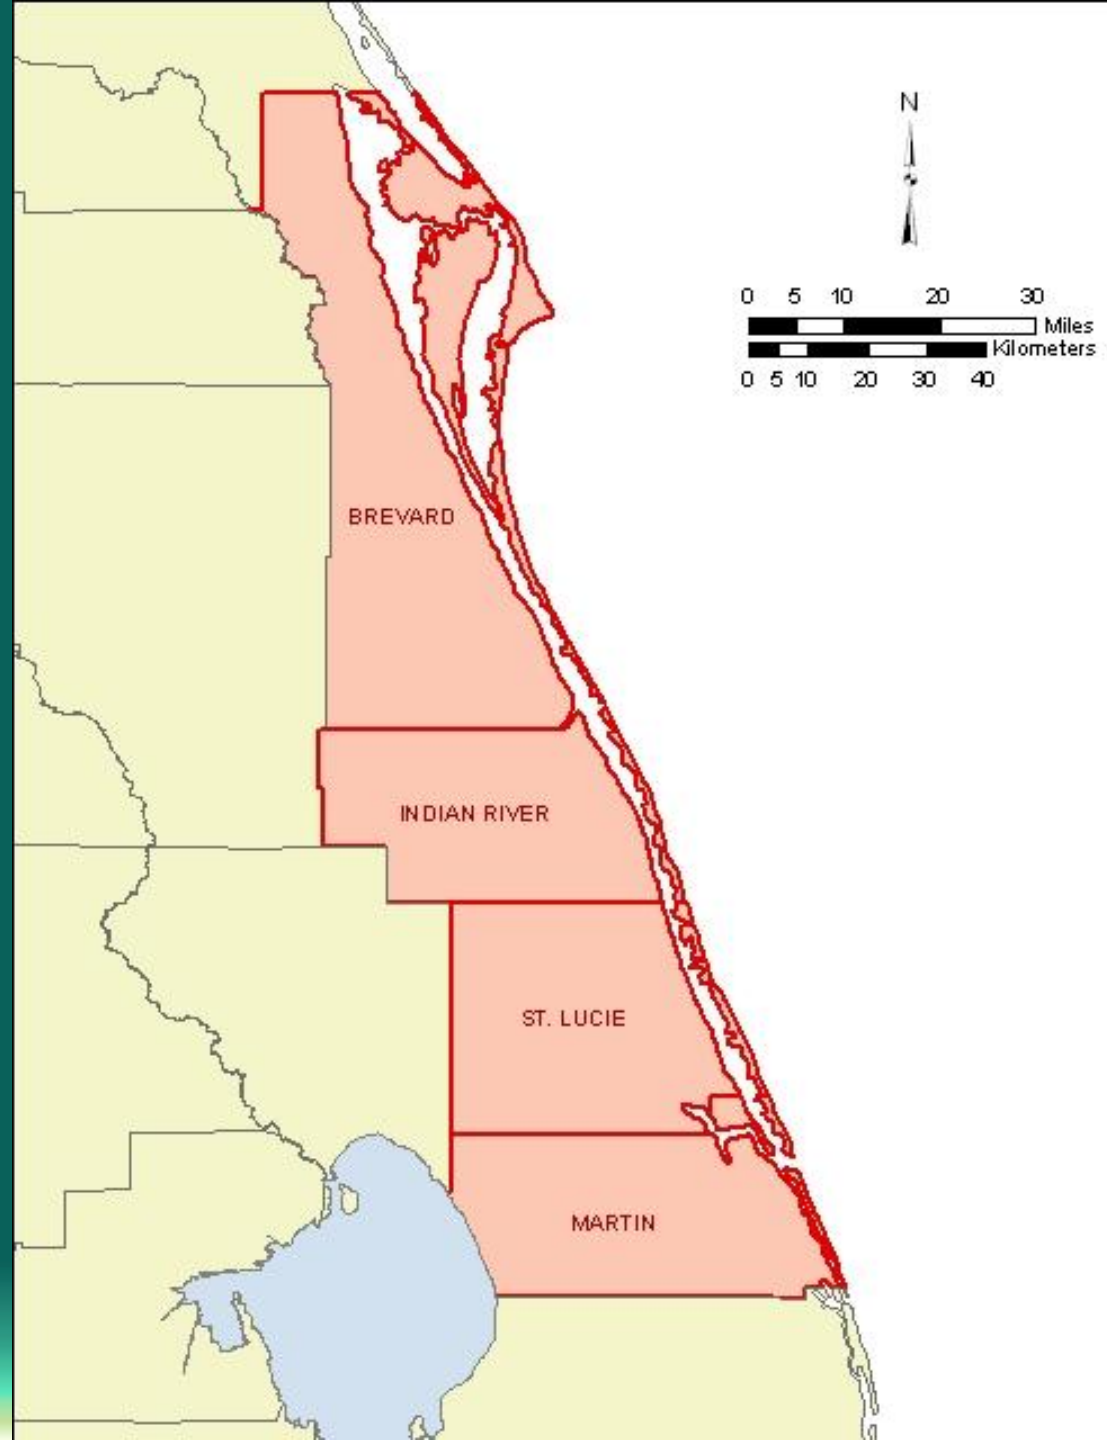 N
0 5 10 20 30
Miles
Kilometers
0 5 10 20 30 40
BREVARD
INDIAN RIVER
ST. LUCIE
MARTIN